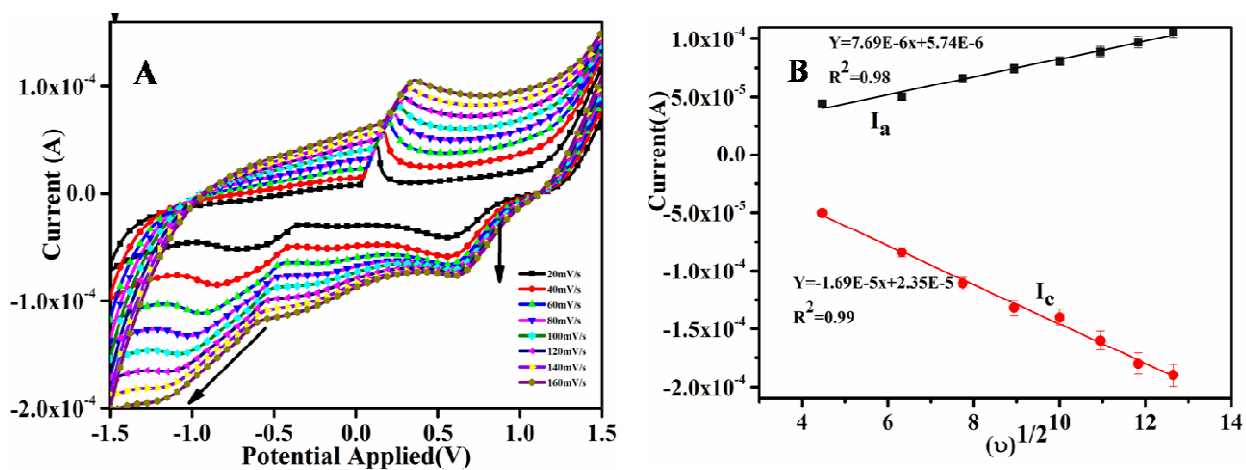 A
1.0x10-4
0.0
-1.0x10-4
-2.0x10-4
Current (A)
-1.5
-1.0
-0.5
0.0
0.5
1.0
1.5
Potential Applied(V)
20mV/s
40mV/s
60mV/s
80mV/s
100mV/s
120mV/s
140mV/s
160mV/s
B
Y=7.69E-6x+5.74E-6
R2=0.98
Ia
Y=-1.69E-5x+2.35E-5
R2=0.99
Ic
1.0x10-4
5.0x10-5
0.0
-5.0x10-5
-1.0x10-4
-1.5x10-4
-2.0x10-4
Current(A)
4
6
8
10
12
14
(υ)1/2